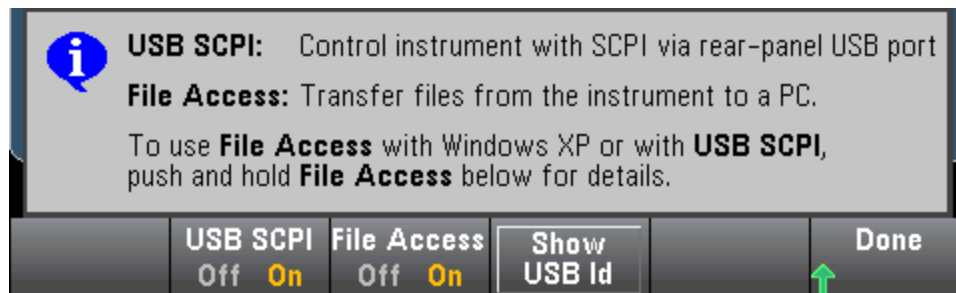 USB SCPI: Control instrument with SCPI via rear-panel USB port
File Access: Transfer files from the instrument to a PC.
To use File Access with Windows XP or with USB SCPI,
push and hold File Access below for details.
USB SCPI File Access Show Done
Off On Off On USB Id